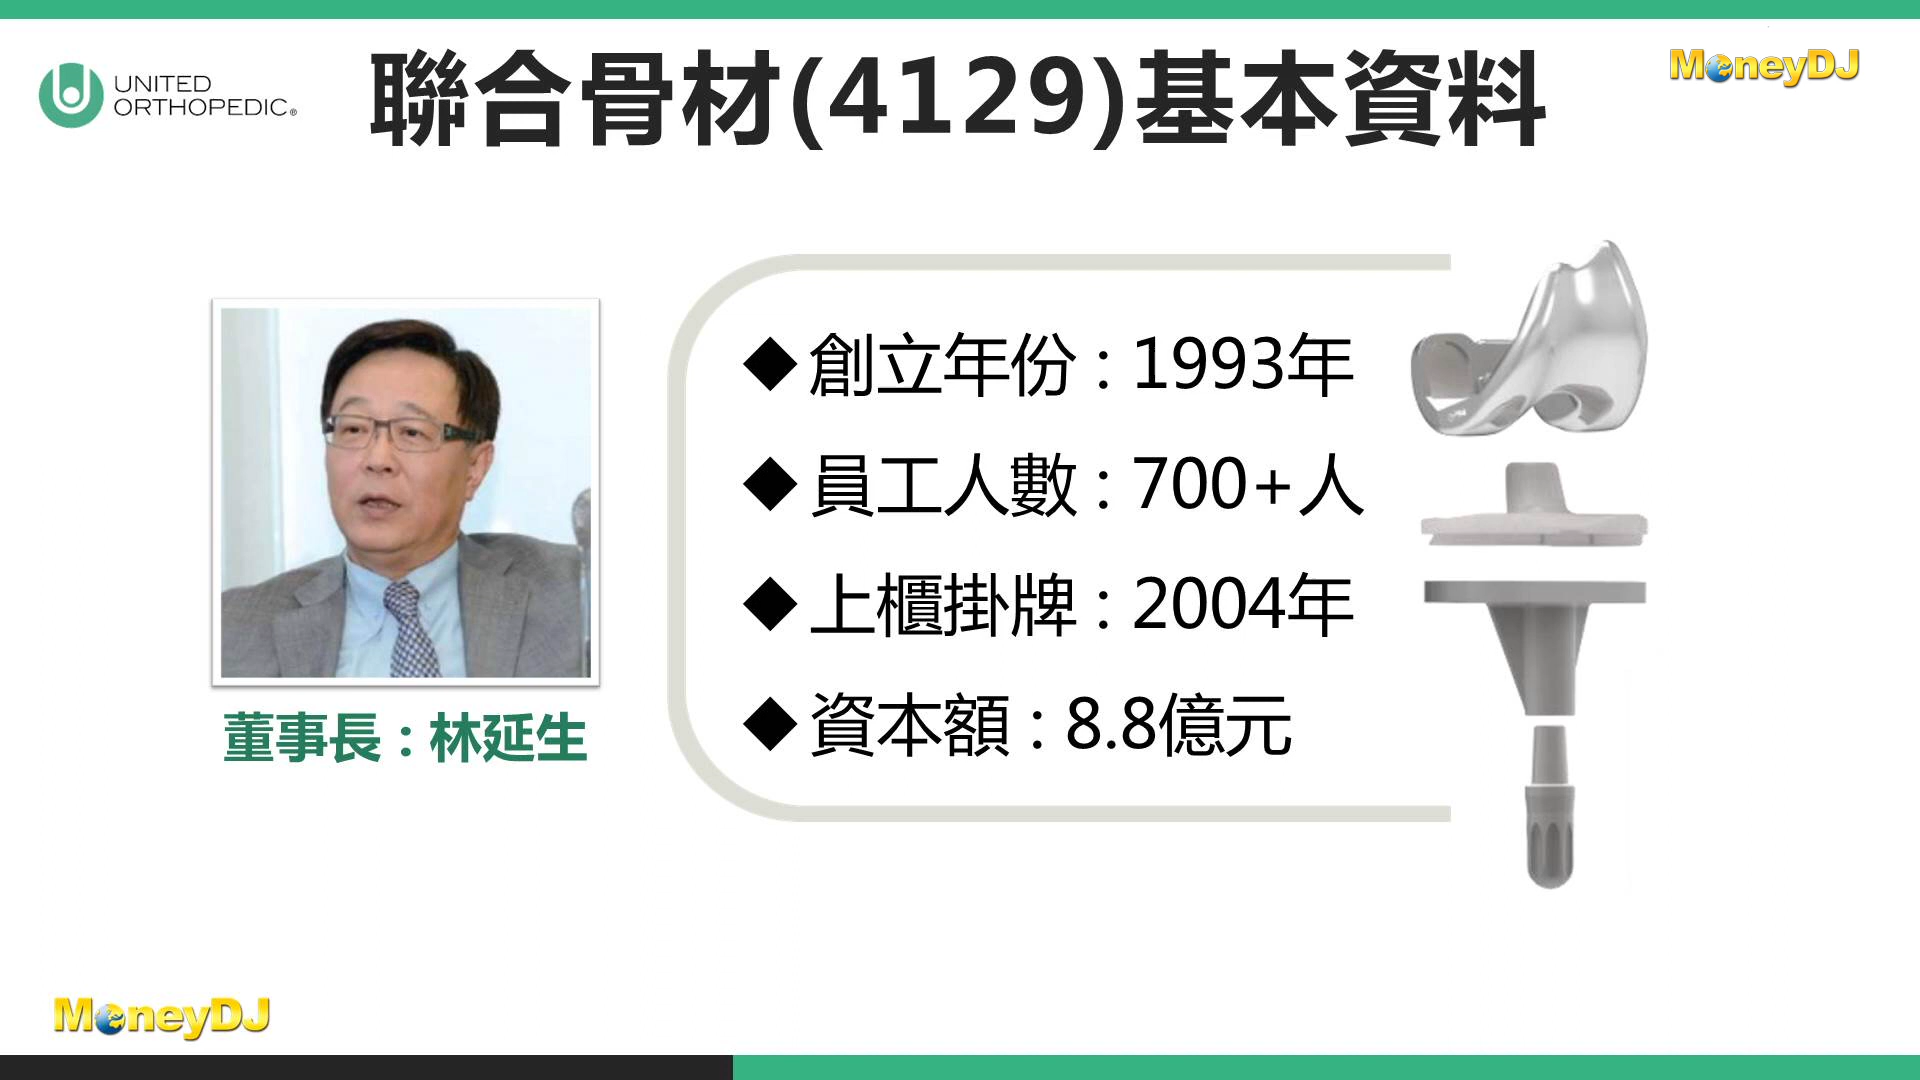 UNITED
ORTHOPEDIC®
聯合骨材(4129)基本資料
MoneyDJ
◆創立年份 : 1993年
◆員工人數 : 700+人
◆上櫃掛牌 : 2004年
◆資本額 : 8.8億元
董事長 : 林延生
MoneyDJ